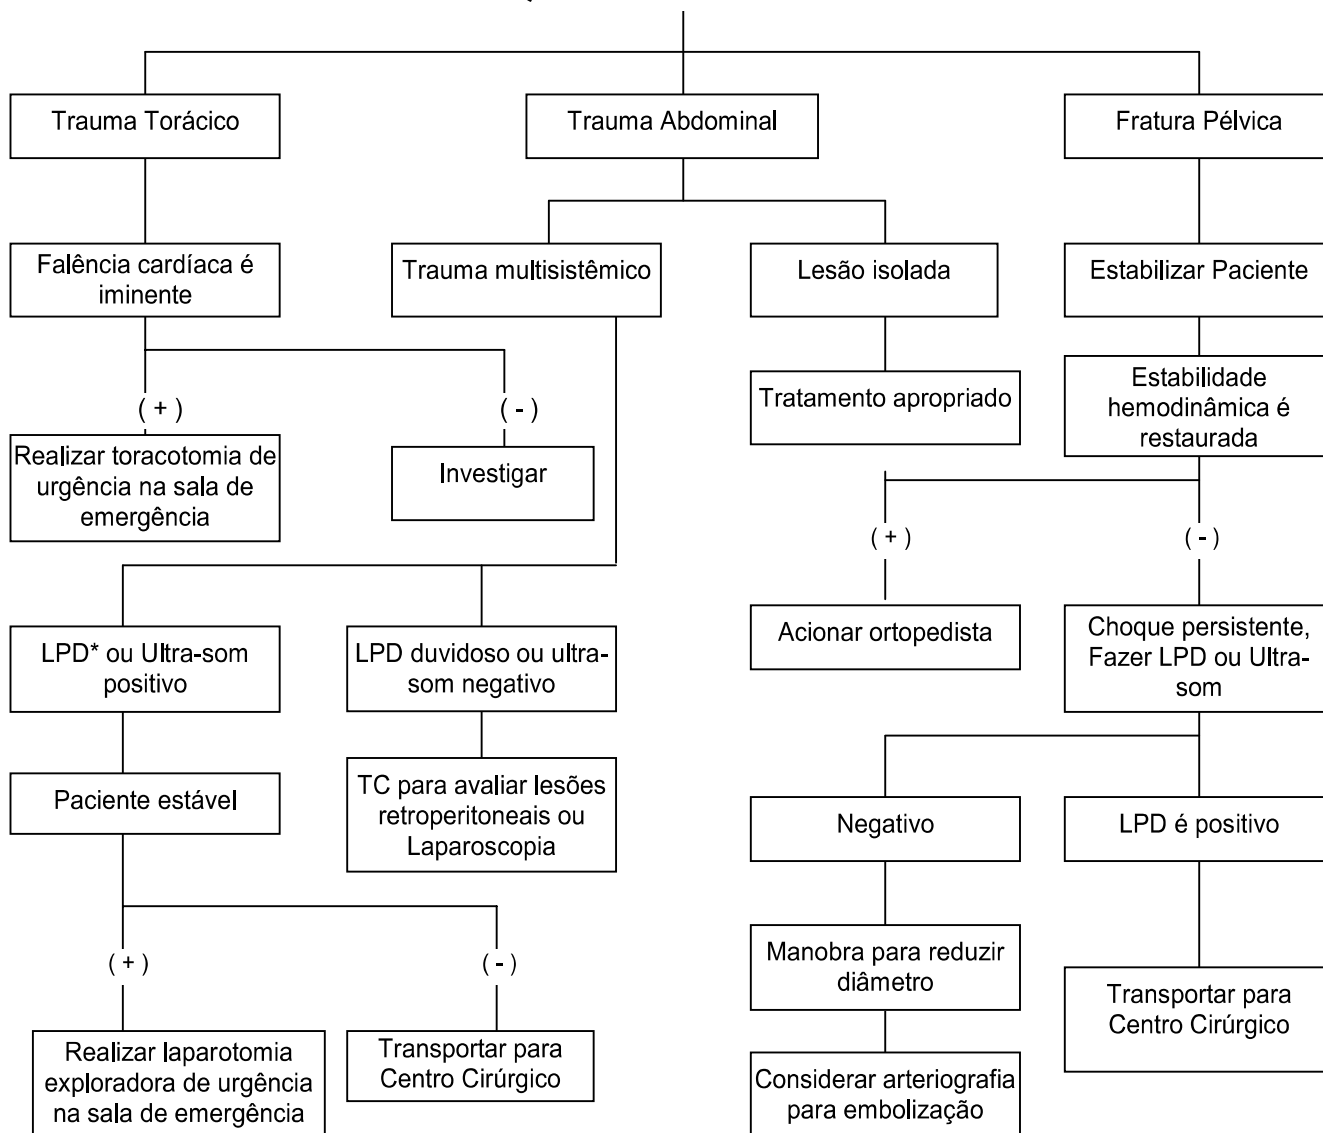 Trauma Torácico
Trauma Abdominal
Fratura Pélvica
Falência cardíaca é
iminente
Trauma multisistêmico
Lesão isolada
Estabilizar Paciente
Tratamento apropriado
Estabilidade
hemodinâmica é
restaurada
( + )
( - )
Realizar toracotomia de
urgência na sala de
emergência
Investigar
( + )
( - )
LPD* ou Ultra-som
positivo
LPD duvidoso ou ultra-
som negativo
Acionar ortopedista
Choque persistente,
Fazer LPD ou Ultra-
som
Paciente estável
TC para avaliar lesões
retroperitoneais ou
Laparoscopia
Negativo
LPD é positivo
( + )
( - )
Manobra para reduzir
diâmetro
Transportar para
Centro Cirúrgico
Realizar laparotomia
exploradora de urgência
na sala de emergência
Transportar para
Centro Cirúrgico
Considerar arteriografia
para embolização